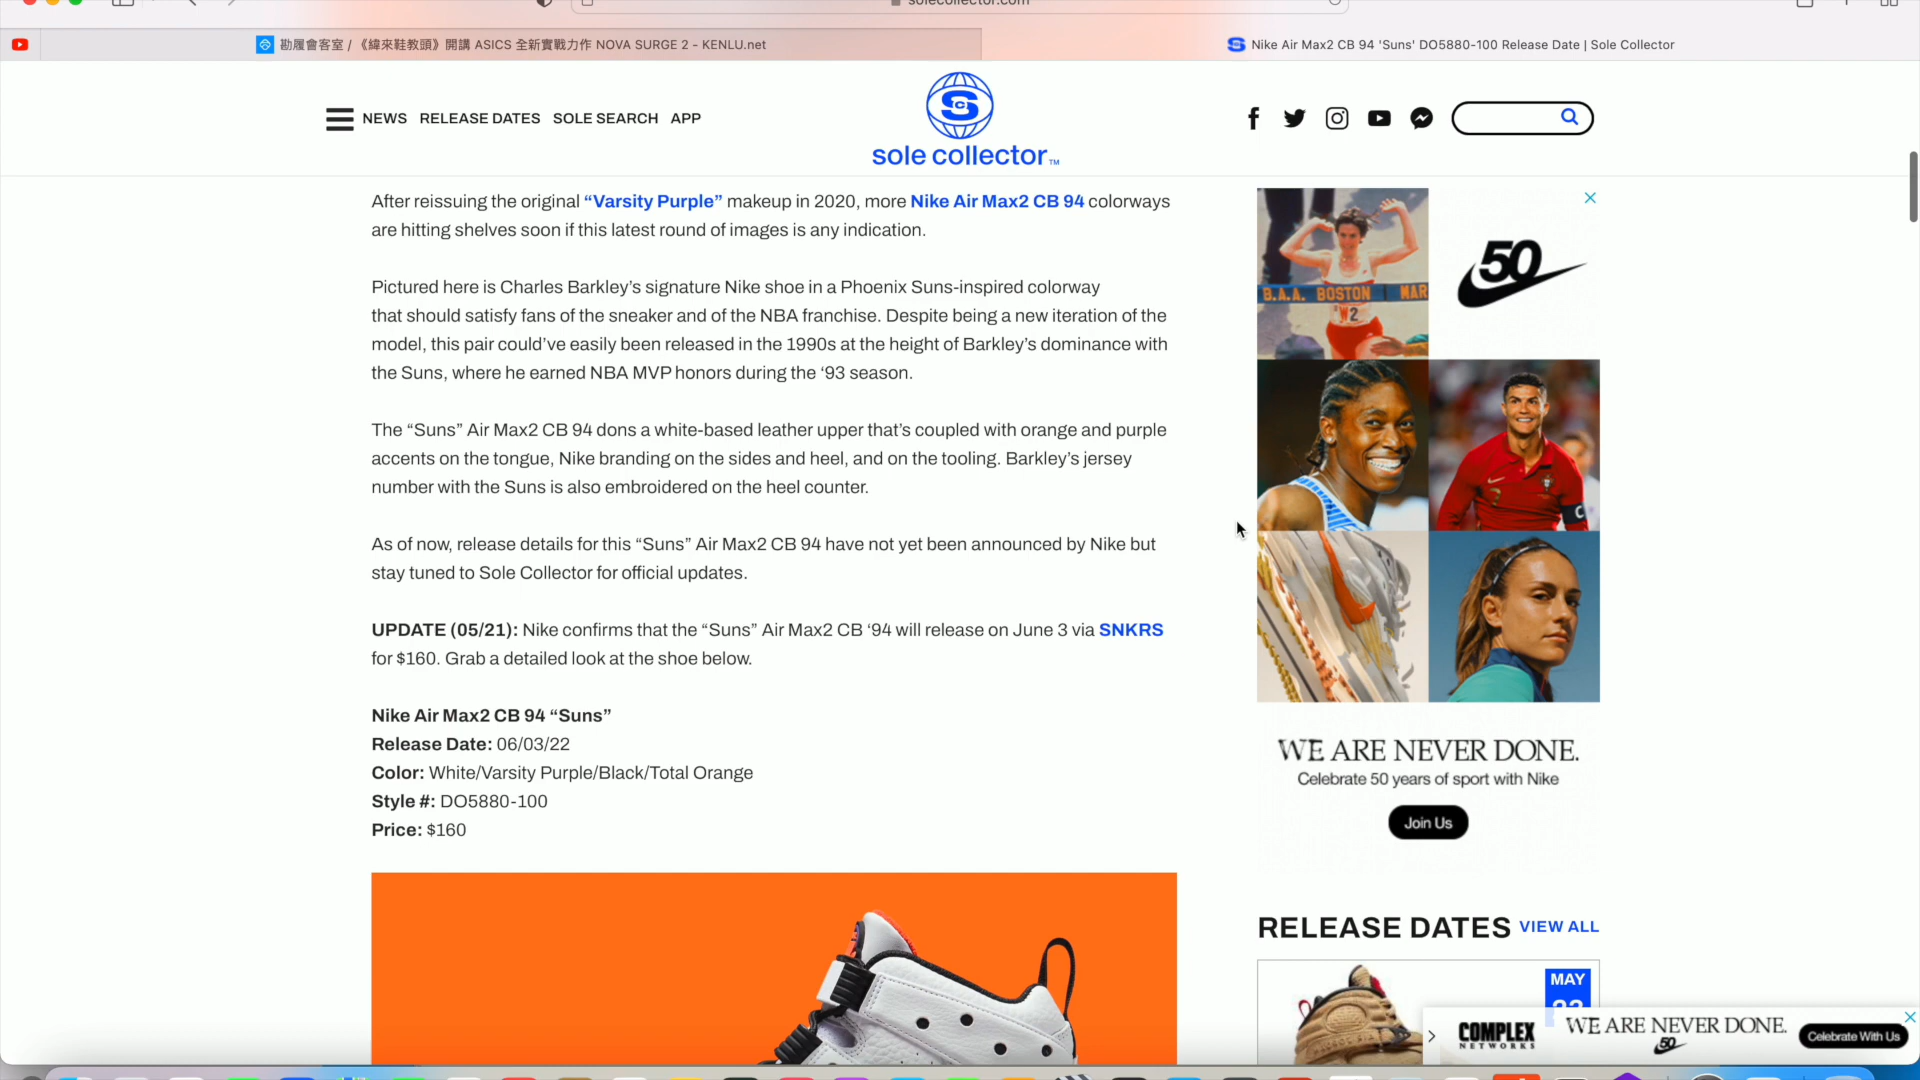 solecollector.com
勘履會客室 / 《緯來鞋教頭》開講 ASICS 全新實戰力作 NOVA SURGE 2 - KENLU.net
Nike Air Max2 CB 94 'Suns' DO5880-100 Release Date | Sole Collector
NEWS RELEASE DATES SOLE SEARCH APP
sole collector™
After reissuing the original “Varsity Purple” makeup in 2020, more Nike Air Max2 CB 94 colorways
are hitting shelves soon if this latest round of images is any indication.
Pictured here is Charles Barkley’s signature Nike shoe in a Phoenix Suns-inspired colorway
that should satisfy fans of the sneaker and of the NBA franchise. Despite being a new iteration of the
model, this pair could’ve easily been released in the 1990s at the height of Barkley’s dominance with
the Suns, where he earned NBA MVP honors during the ‘93 season.
The “Suns” Air Max2 CB 94 dons a white-based leather upper that’s coupled with orange and purple
accents on the tongue, Nike branding on the sides and heel, and on the tooling. Barkley’s jersey
number with the Suns is also embroidered on the heel counter.
As of now, release details for this “Suns” Air Max2 CB 94 have not yet been announced by Nike but
stay tuned to Sole Collector for official updates.
UPDATE (05/21): Nike confirms that the “Suns” Air Max2 CB ‘94 will release on June 3 via SNKRS
for $160. Grab a detailed look at the shoe below.
Nike Air Max2 CB 94 “Suns”
Release Date: 06/03/22
Color: White/Varsity Purple/Black/Total Orange
Style #: DO5880-100
Price: $160
B.A.A. BOSTON MAR
W2
50
WE ARE NEVER DONE.
Celebrate 50 years of sport with Nike
Join Us
RELEASE DATES VIEW ALL
MAY
COMPLEX
NETWORKS
WE ARE NEVER DONE.
50
Celebrate With Us